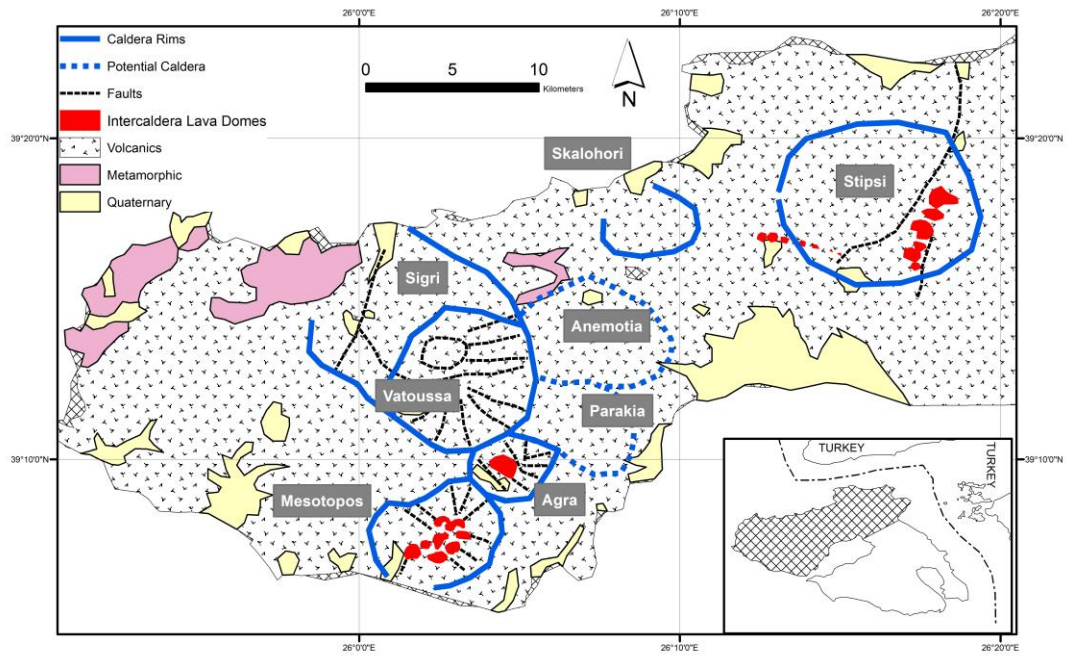 26°0'0"E
26°10'0"E
26°20'0"E
Caldera Rims
Potential Caldera
Faults
Intercaldera Lava Domes
Volcanics
Metamorphic
Quaternary
0
5
10
Kilometers
N
39°20'0"N
39°20'0"N
Skalohori
Stipsi
Sigri
Anemotia
Vatoussa
Parakia
39°10'0"N
39°10'0"N
Mesotopos
Agra
TURKEY
TURKEY
26°0'0"E
26°10'0"E
26°20'0"E